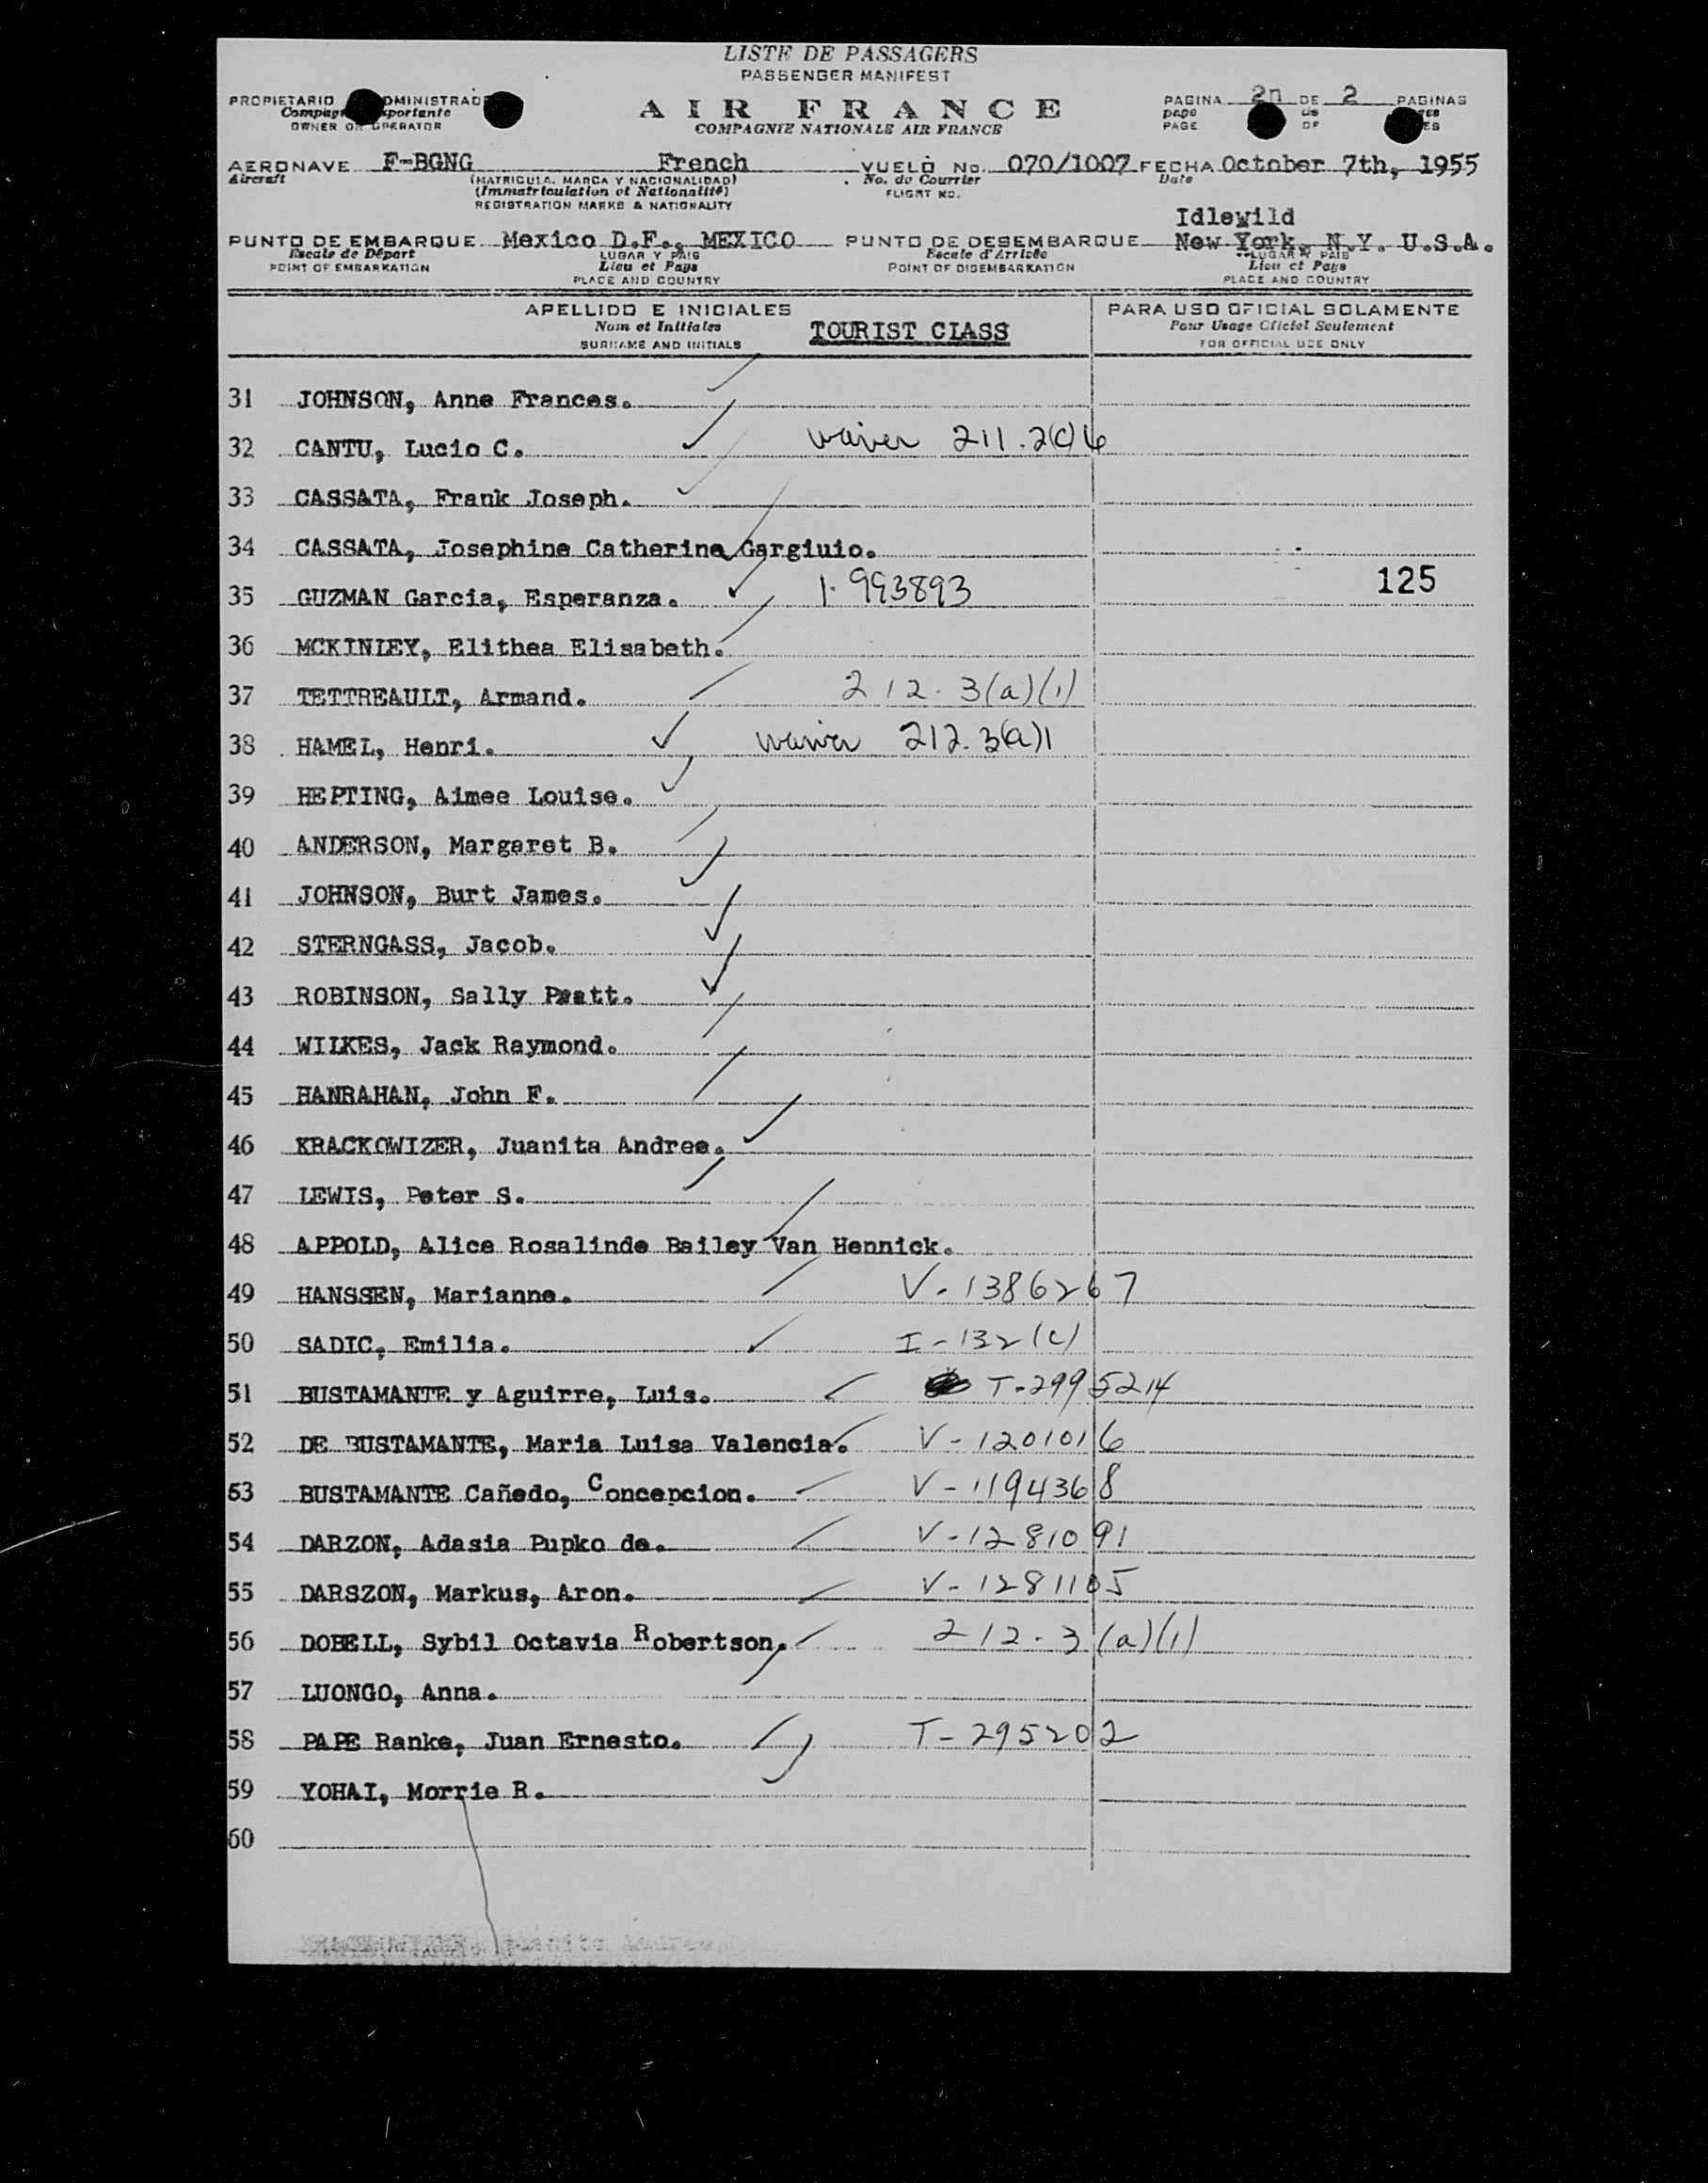 LISTE DE PASSAGERS
PASSENGER MANIFEST
PROPIETARIO
OWNER OR OPERATOR
AIR FRANCE
COMPAGNIE NATIONALE AIR FRANCE
PAGINA 2n DE 2 PAGINAS
page de
PAGE OF
AERONAVE F-BGNG French VUELO No. 070/1007 FECHA October 7th, 1955
Aircraft (MATRICULA, MARCA Y NACIONALIDAD) No. de Courrier Date
(Immatriculation et Nationalité) FLIGHT NO.
REGISTRATION MARKS & NATIONALITY
Idlewild
PUNTO DE EMBARQUE Mexico D.F., MEXICO PUNTO DE DESEMBARQUE New York, N.Y. U.S.A.
Escale de Départ LUGAR Y PAIS Escale d'Arrivée LUGAR Y PAIS
POINT OF EMBARKATION Lieu et Pays POINT OF DISEMBARKATION Lieu et Pays
PLACE AND COUNTRY PLACE AND COUNTRY
APELLIDO E INICIALES PARA USO OFICIAL SOLAMENTE
Nom et Initiales TOURIST CLASS Pour Usage Officiel Seulement
SURNAME AND INITIALS FOR OFFICIAL USE ONLY
31 JOHNSON, Anne Frances.
32 CANTU, Lucio C. waiver 211.2(c)6
33 CASSATA, Frank Joseph.
34 CASSATA, Josephine Catherine Gargiuio.
35 GUZMAN Garcia, Esperanza. 1-993893 125
36 MCKINLEY, Elithea Elisabeth.
37 TETTREAULT, Armand. 212.3(a)(1)
38 HAMEL, Henri. waiver 212.3(a)1
39 HEPTING, Aimee Louise.
40 ANDERSON, Margaret B.
41 JOHNSON, Burt James.
42 STERNGASS, Jacob.
43 ROBINSON, Sally Pratt.
44 WILKES, Jack Raymond.
45 HANRAHAN, John F.
46 KRACKOWIZER, Juanita Andree.
47 LEWIS, Peter S.
48 APPOLD, Alice Rosalinde Bailey Van Hennick.
49 HANSSEN, Marianne. V-1386267
50 SADIC, Emilia. I-132(c)
51 BUSTAMANTE y Aguirre, Luis. T-2995214
52 DE BUSTAMANTE, Maria Luisa Valencia. V-1201016
53 BUSTAMANTE Cañedo, Concepcion. V-1194368
54 DARZON, Adasia Pupko de. V-1281091
55 DARSZON, Markus, Aron. V-1281105
56 DOBELL, Sybil Octavia Robertson. 212-3(a)(1)
57 LUONGO, Anna.
58 PAPE Ranke, Juan Ernesto. T-295202
59 YOHAI, Morrie R.
60